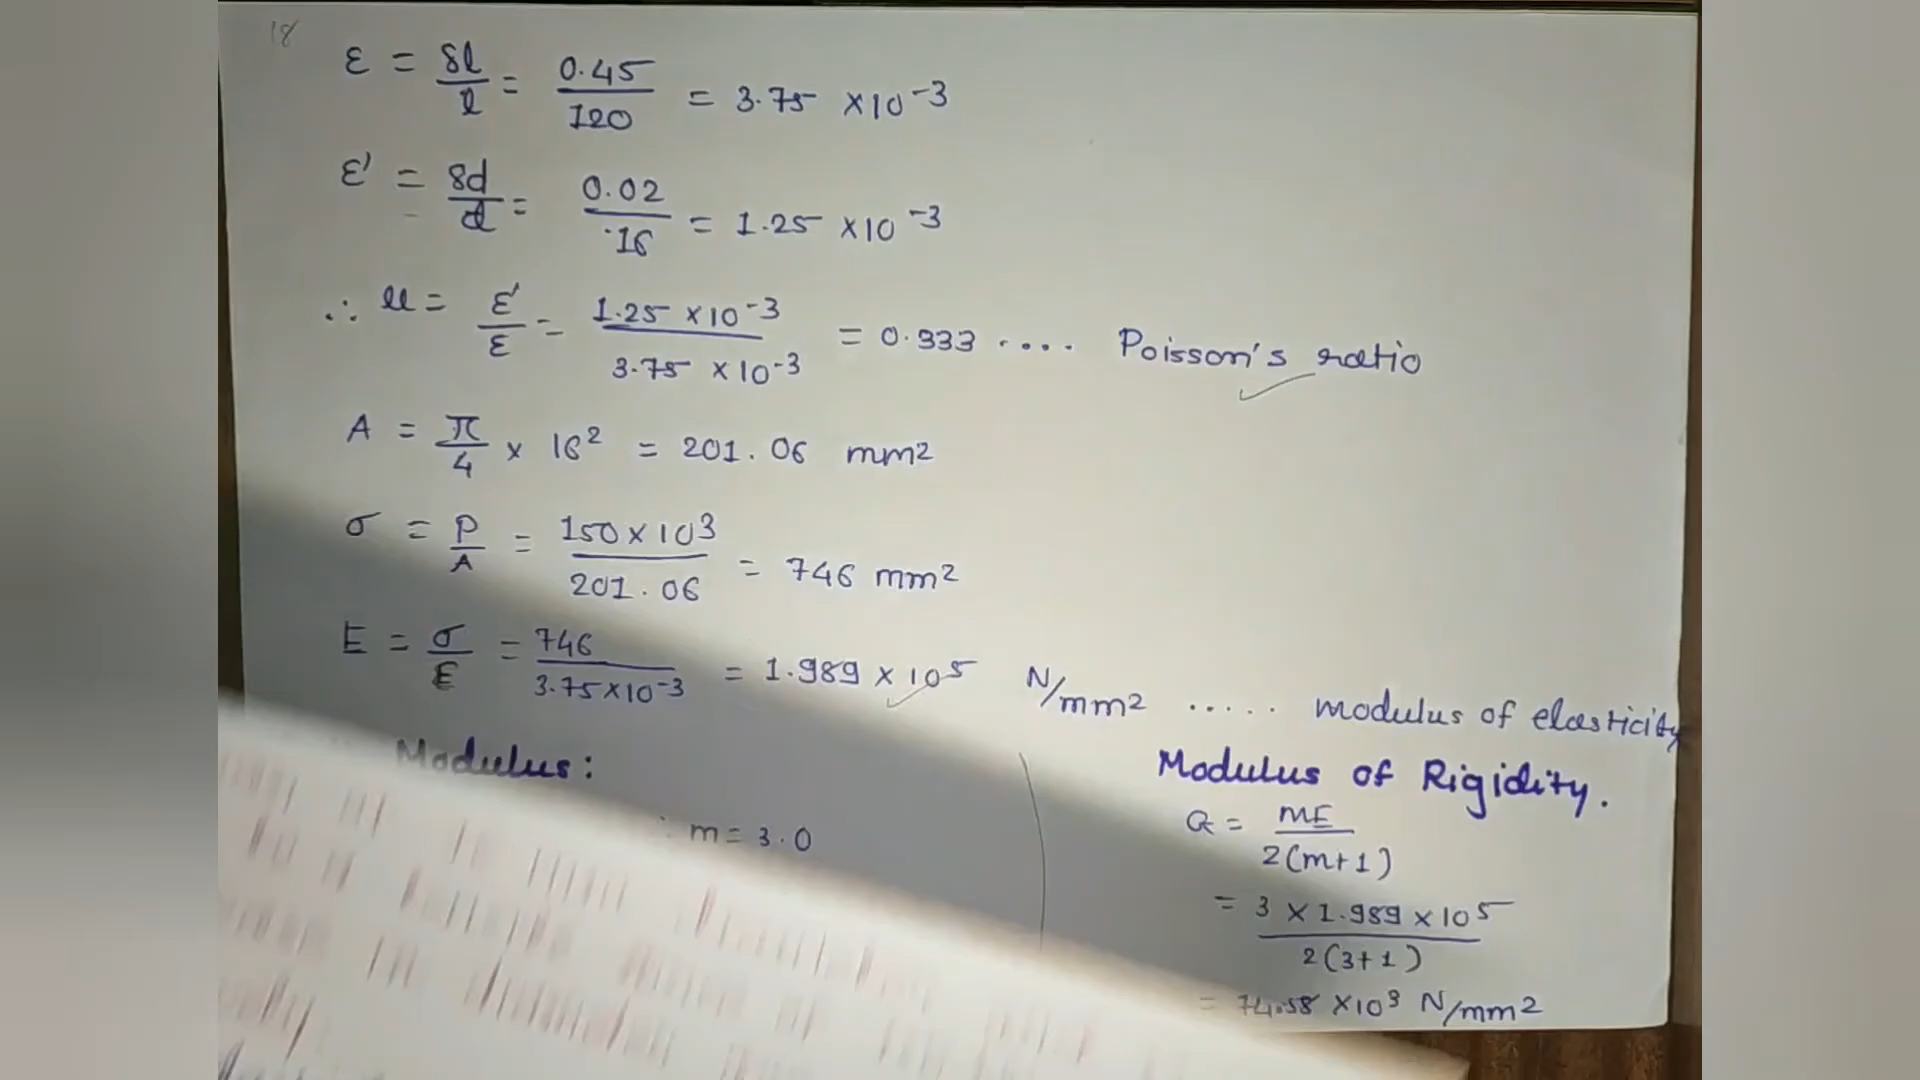 18
ε = δl/l = 0.45/120 = 3.75 ×10⁻³
ε' = δd/d = 0.02/16 = 1.25 ×10⁻³
∴ μ = ε'/ε = 1.25 ×10⁻³/3.75 ×10⁻³ = 0.333 .... Poisson's ratio
A = π/4 × 16² = 201.06 mm²
σ = P/A = 150×10³/201.06 = 746 mm²
E = σ/ε = 746/3.75×10⁻³ = 1.989 × 10⁵ N/mm² ..... modulus of elasticity
Modulus:
m = 3.0
Modulus of Rigidity.
G = mE/2(m+1)
= 3 × 1.989 × 10⁵/2(3+1)
= 74.58 ×10³ N/mm²